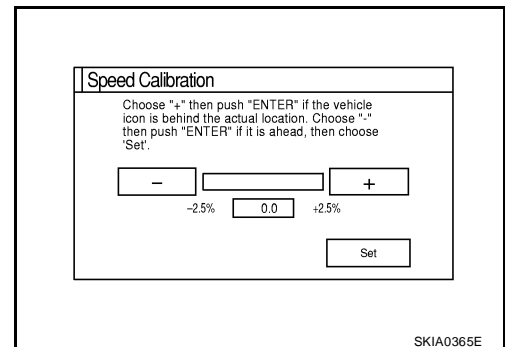 Speed Calibration
Choose "+" then push "ENTER" if the vehicle
icon is behind the actual location. Choose "-"
then push "ENTER" if it is ahead, then choose
'Set'.
− +
−2.5% 0.0 +2.5%
Set
SKIA0365E